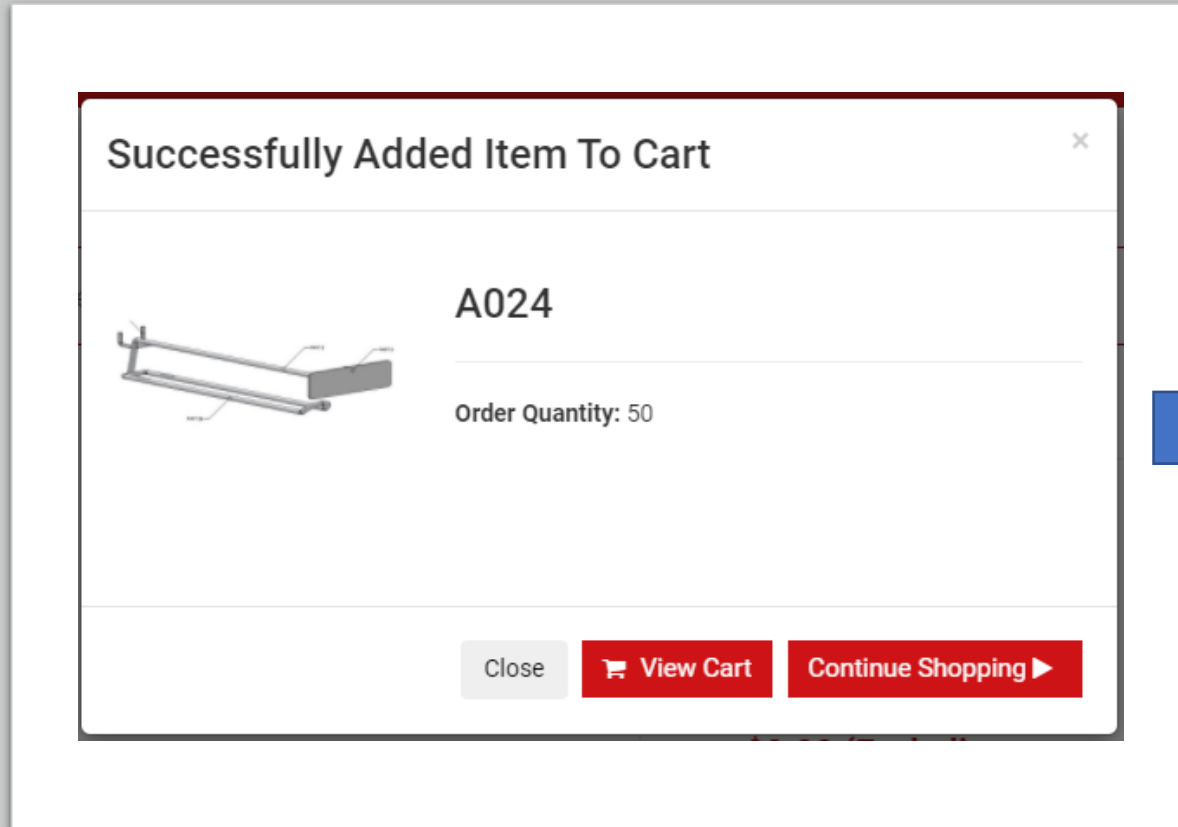 Successfully Added Item To Cart
×
A024
Order Quantity: 50
Close
View Cart
Continue Shopping